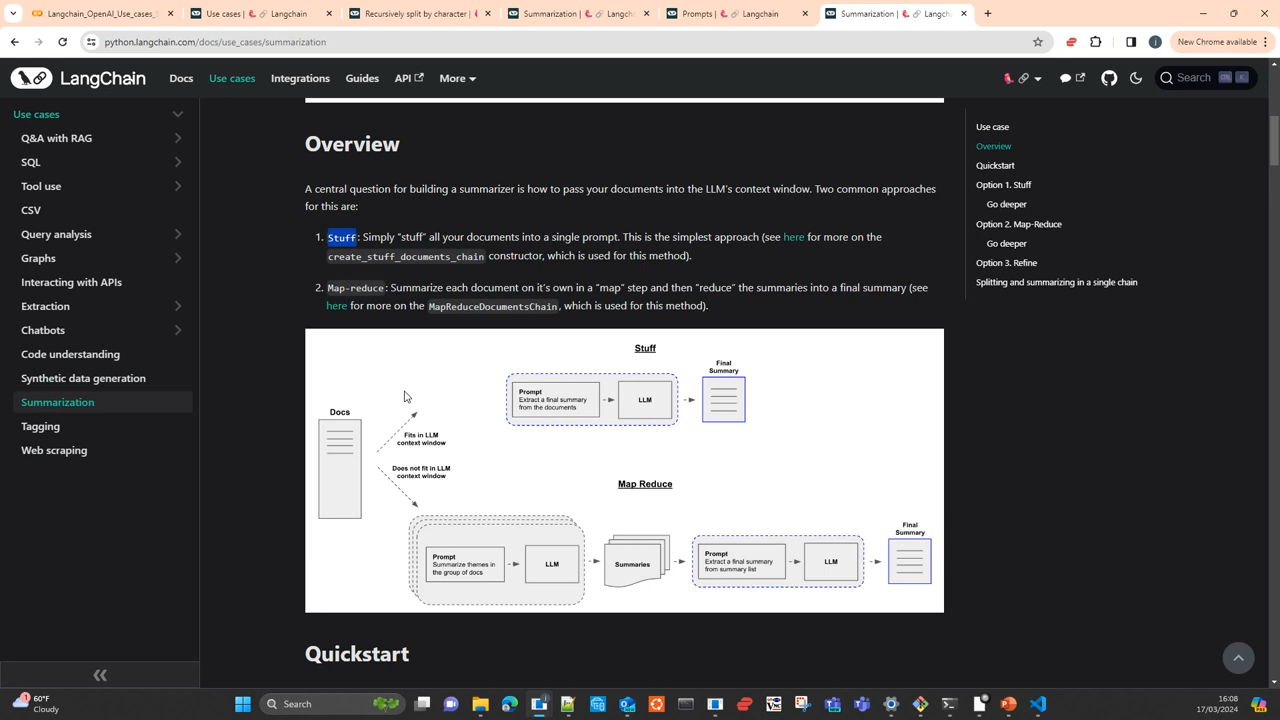 Langchain_OpenAI_Use_cases_S
Use cases | Langchain
Recursively split by character |
Summarization | Langcha
Prompts | Langchain
Summarization | Langcha
python.langchain.com/docs/use_cases/summarization
New Chrome available
LangChain
Docs
Use cases
Integrations
Guides
API
More
Search
Use cases
Q&A with RAG
SQL
Tool use
CSV
Query analysis
Graphs
Interacting with APIs
Extraction
Chatbots
Code understanding
Synthetic data generation
Summarization
Tagging
Web scraping
Overview
A central question for building a summarizer is how to pass your documents into the LLM's context window. Two common approaches
for this are:
1. Stuff: Simply "stuff" all your documents into a single prompt. This is the simplest approach (see here for more on the
create_stuff_documents_chain constructor, which is used for this method).
2. Map-reduce: Summarize each document on it's own in a "map" step and then "reduce" the summaries into a final summary (see
here for more on the MapReduceDocumentsChain, which is used for this method).
Stuff
Final
Summary
Prompt
Extract a final summary
from the documents
LLM
Docs
Fits in LLM
context window
Does not fit in LLM
context window
Map Reduce
Final
Summary
Prompt
Summarize themes in
the group of docs
LLM
Summaries
Prompt
Extract a final summary
from summary list
LLM
Quickstart
Use case
Overview
Quickstart
Option 1. Stuff
Go deeper
Option 2. Map-Reduce
Go deeper
Option 3. Refine
Splitting and summarizing in a single chain
1
60°F
Cloudy
Search
16:08
17/03/2024